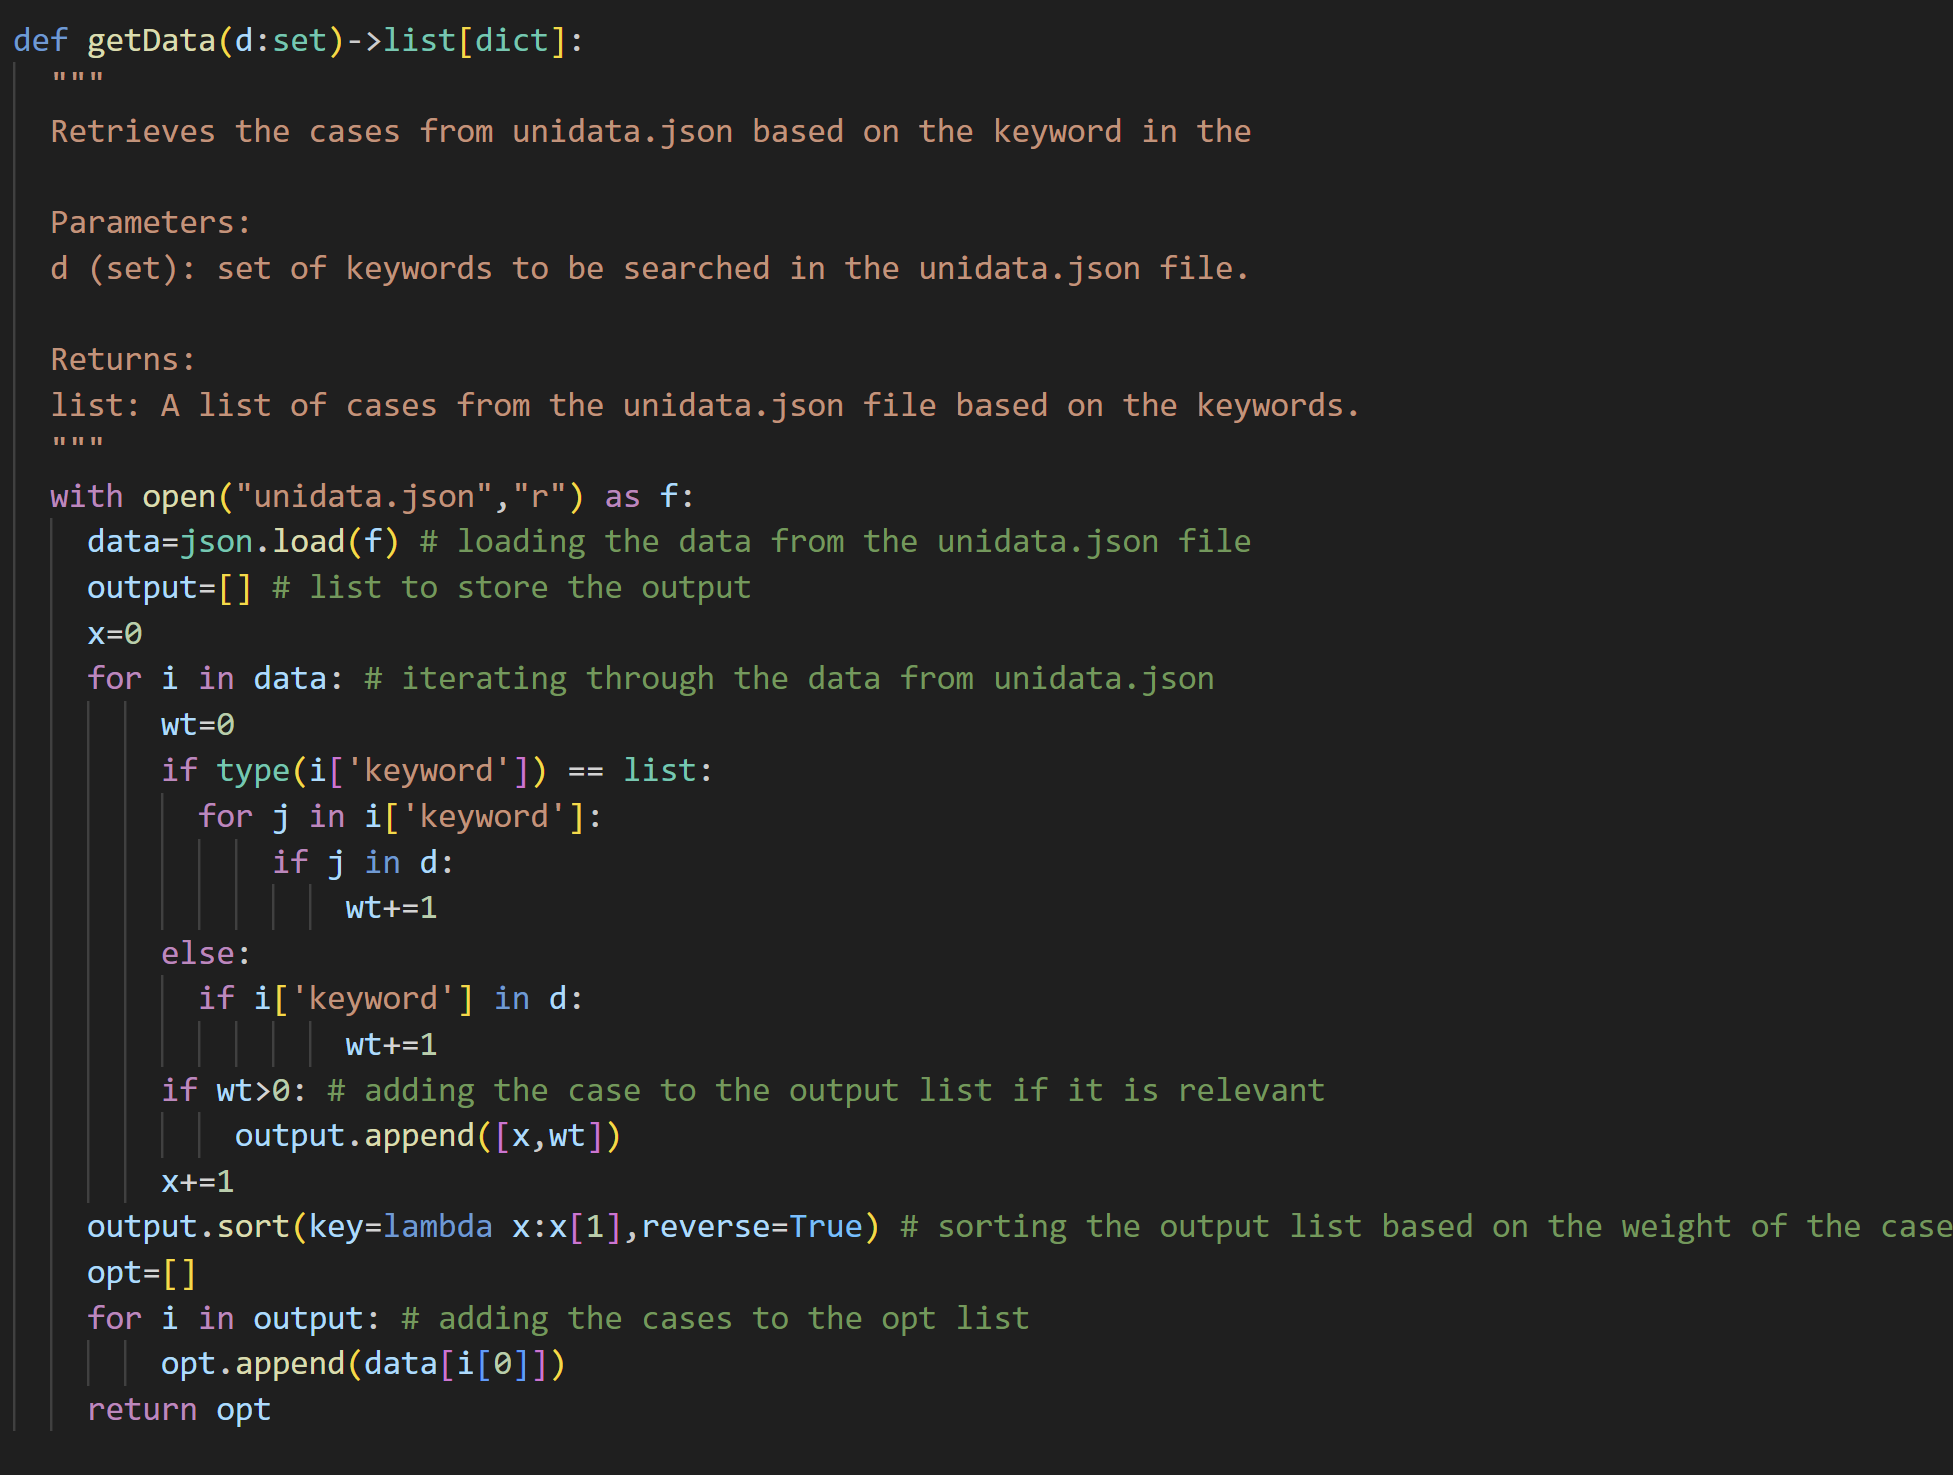 def getData(d:set)->list[dict]:
"""
Retrieves the cases from unidata.json based on the keyword in the
Parameters:
d (set): set of keywords to be searched in the unidata.json file.
Returns:
list: A list of cases from the unidata.json file based on the keywords.
"""
with open("unidata.json","r") as f:
data=json.load(f) # loading the data from the unidata.json file
output=[] # list to store the output
x=0
for i in data: # iterating through the data from unidata.json
wt=0
if type(i['keyword']) == list:
for j in i['keyword']:
if j in d:
wt+=1
else:
if i['keyword'] in d:
wt+=1
if wt>0: # adding the case to the output list if it is relevant
output.append([x,wt])
x+=1
output.sort(key=lambda x:x[1],reverse=True) # sorting the output list based on the weight of the case
opt=[]
for i in output: # adding the cases to the opt list
opt.append(data[i[0]])
return opt